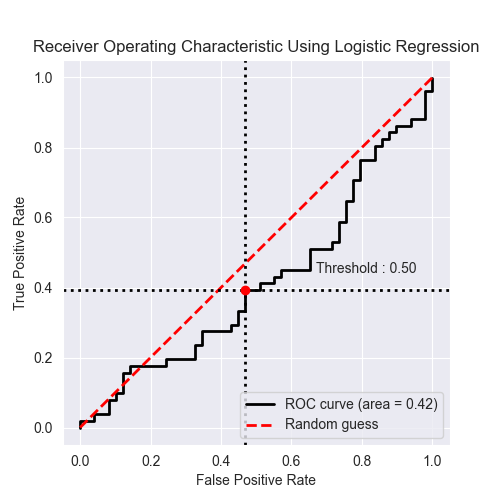 Receiver Operating Characteristic Using Logistic Regression
1.0
0.8
0.6
0.4
0.2
0.0
True Positive Rate
Threshold : 0.50
ROC curve (area = 0.42)
Random guess
0.0 0.2 0.4 0.6 0.8 1.0
False Positive Rate